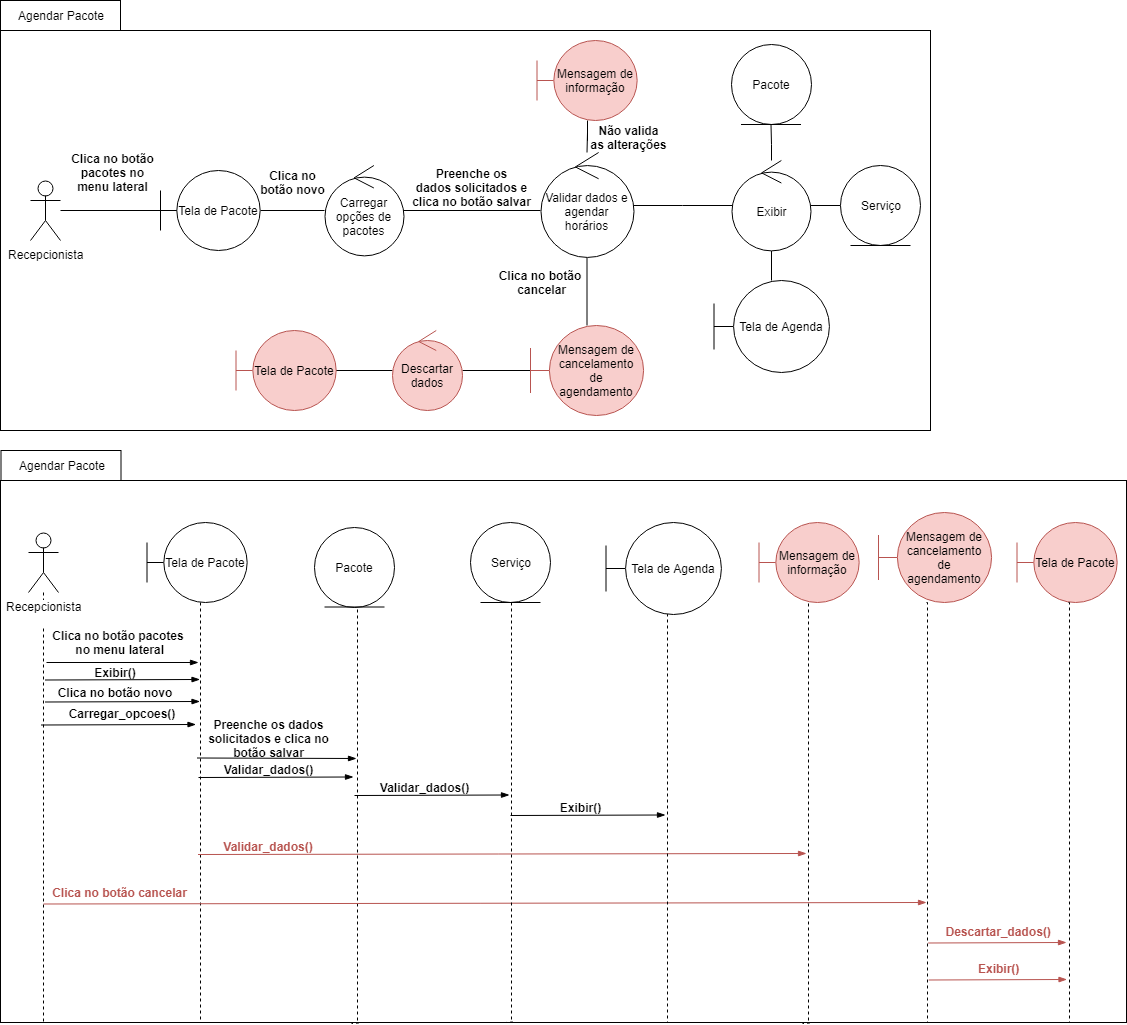 Agendar Pacote
Mensagem de
informação
Pacote
Não valida
as alterações
Clica no botão
pacotes no
menu lateral
Clica no
botão novo
Preenche os
dados solicitados e
clica no botão salvar
Recepcionista
Tela de Pacote
Carregar
opções de
pacotes
Validar dados e
agendar
horários
Exibir
Serviço
Clica no botão
cancelar
Tela de Agenda
Tela de Pacote
Descartar
dados
Mensagem de
cancelamento
de
agendamento
Agendar Pacote
Recepcionista
Tela de Pacote
Pacote
Serviço
Tela de Agenda
Mensagem de
informação
Mensagem de
cancelamento
de
agendamento
Tela de Pacote
Clica no botão pacotes
no menu lateral
Exibir()
Clica no botão novo
Carregar_opcoes()
Preenche os dados
solicitados e clica no
botão salvar
Validar_dados()
Validar_dados()
Exibir()
Validar_dados()
Clica no botão cancelar
Descartar_dados()
Exibir()